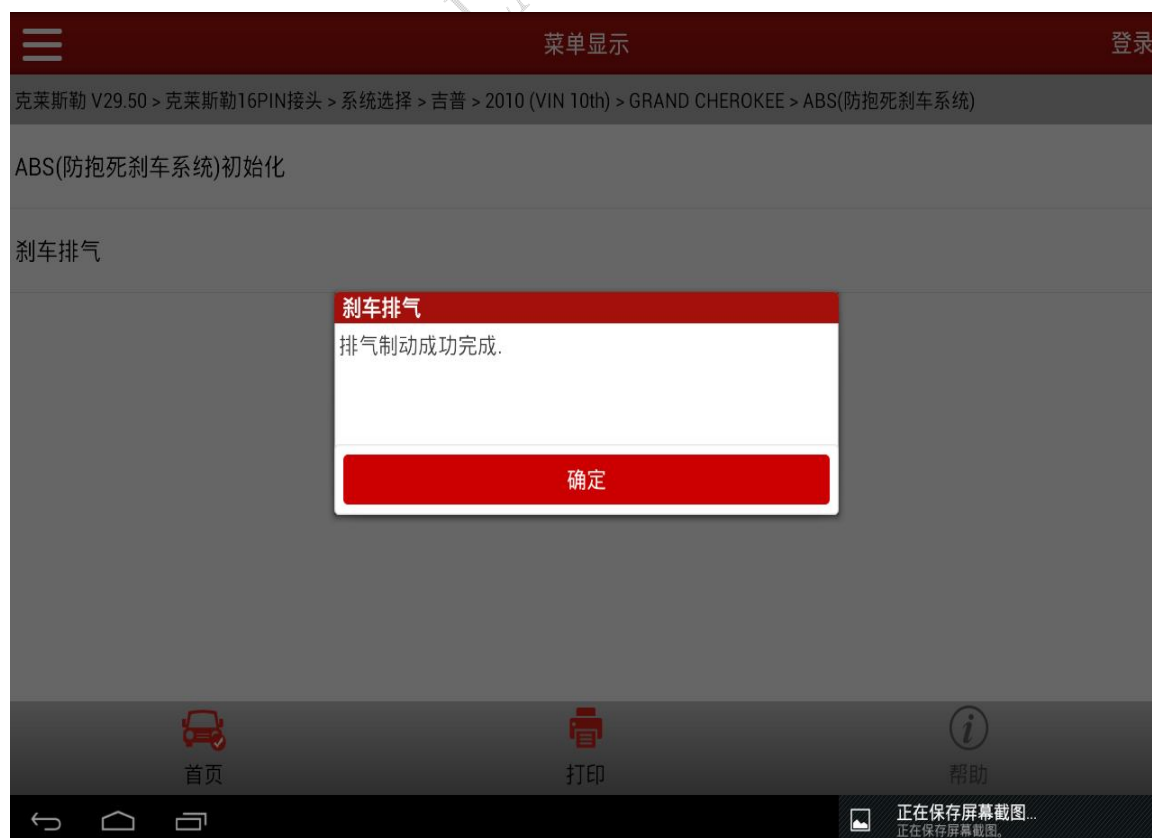 菜单显示
登录
克莱斯勒 V29.50 > 克莱斯勒16PIN接头 > 系统选择 > 吉普 > 2010 (VIN 10th) > GRAND CHEROKEE > ABS(防抱死刹车系统)
ABS(防抱死刹车系统)初始化
刹车排气
刹车排气
排气制动成功完成.
确定
首页
打印
帮助
正在保存屏幕截图...
正在保存屏幕截图。